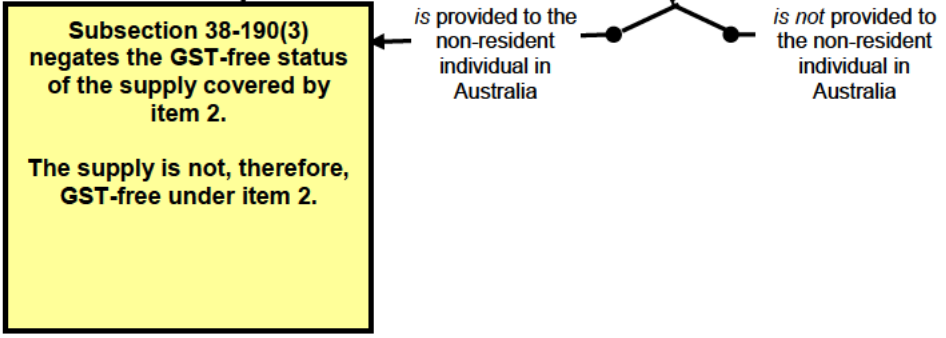 Subsection 38-190(3)
negates the GST-free status
of the supply covered by
item 2.
The supply is not, therefore,
GST-free under item 2.
is provided to the
non-resident
individual in
Australia
is not provided to
the non-resident
individual in
Australia